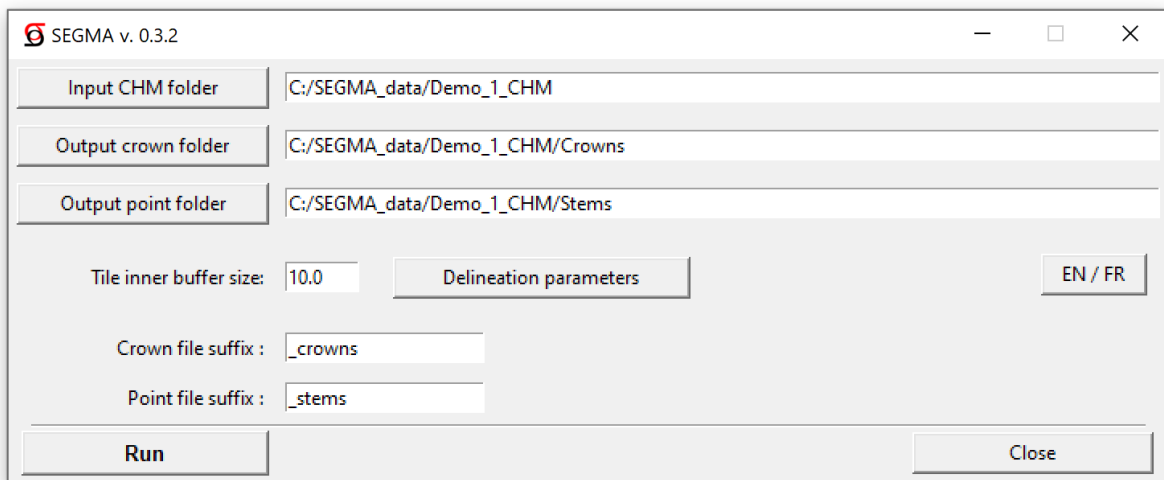 SEGMA v. 0.3.2
Input CHM folder C:/SEGMA_data/Demo_1_CHM
Output crown folder C:/SEGMA_data/Demo_1_CHM/Crowns
Output point folder C:/SEGMA_data/Demo_1_CHM/Stems
Tile inner buffer size: 10.0 Delineation parameters EN / FR
Crown file suffix : _crowns
Point file suffix : _stems
Run Close